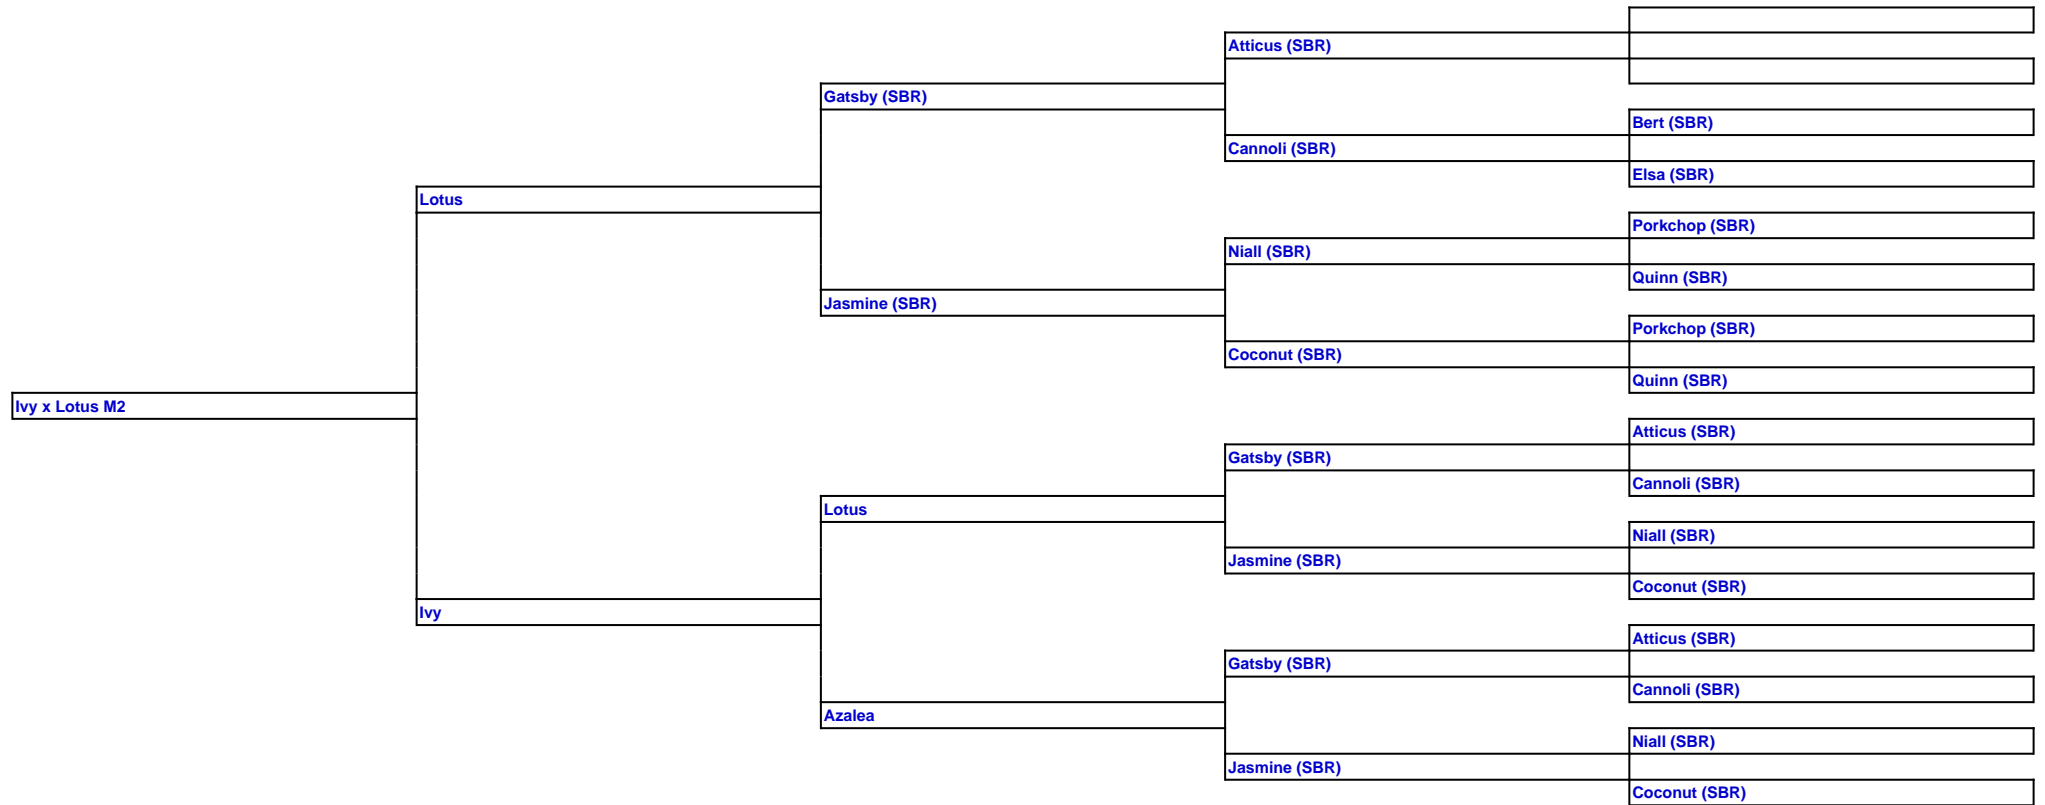 Atticus (SBR)
Gatsby (SBR)
Bert (SBR)
Cannoli (SBR)
Elsa (SBR)
Lotus
Porkchop (SBR)
Niall (SBR)
Quinn (SBR)
Jasmine (SBR)
Porkchop (SBR)
Coconut (SBR)
Quinn (SBR)
Ivy x Lotus M2
Atticus (SBR)
Gatsby (SBR)
Cannoli (SBR)
Lotus
Niall (SBR)
Jasmine (SBR)
Coconut (SBR)
Ivy
Atticus (SBR)
Gatsby (SBR)
Cannoli (SBR)
Azalea
Niall (SBR)
Jasmine (SBR)
Coconut (SBR)